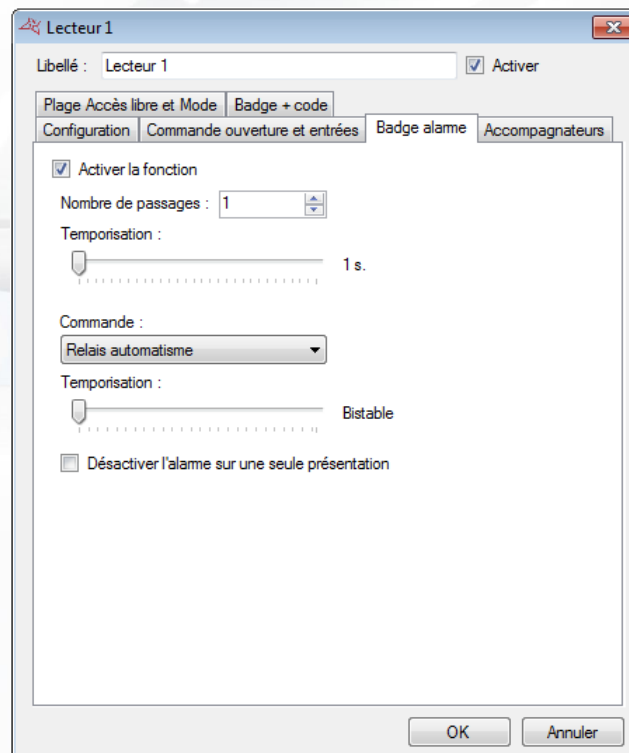 Lecteur 1
Libellé : Lecteur 1 Activer
Plage Accès libre et Mode Badge + code
Configuration Commande ouverture et entrées Badge alarme Accompagnateurs
Activer la fonction
Nombre de passages : 1
Temporisation :
1 s.
Commande :
Relais automatisme
Temporisation :
Bistable
Désactiver l'alarme sur une seule présentation
OK Annuler